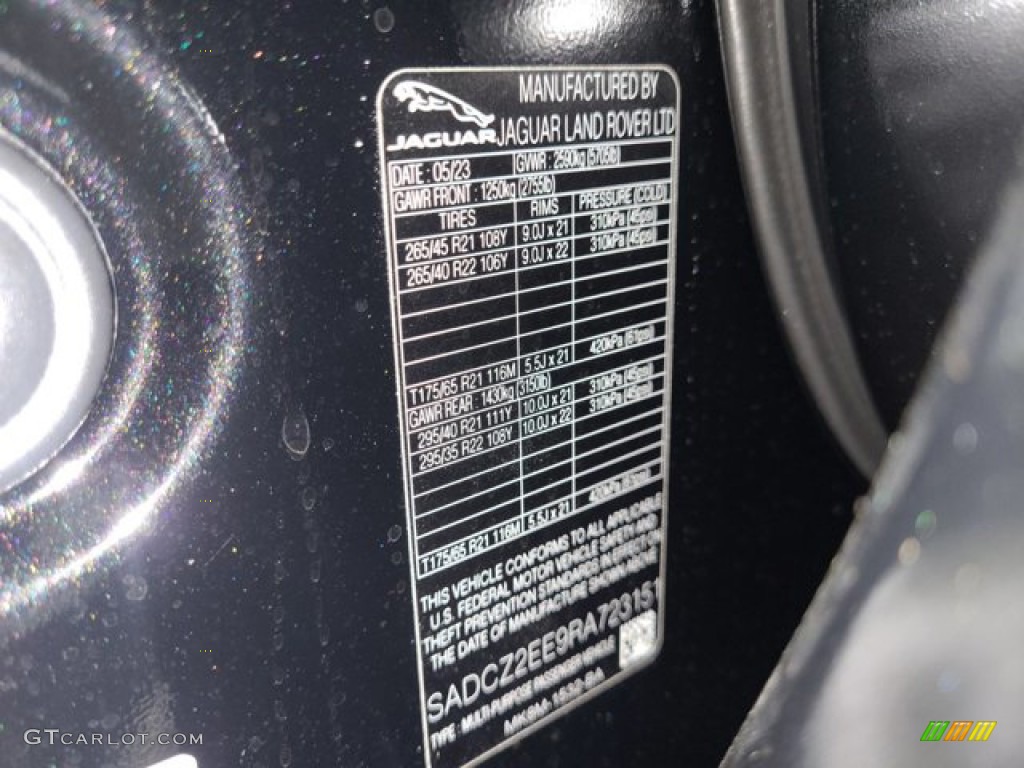 JAGUAR
MANUFACTURED BY
JAGUAR LAND ROVER LTD
DATE : 05/23 GVWR : 2590kg (5709lb)
GAWR FRONT : 1250kg (2755lb)
TIRES RIMS PRESSURE (COLD)
265/45 R21 108Y 9.0J x 21 310kPa (45psi)
265/40 R22 106Y 9.0J x 22 310kPa (45psi)
T175/65 R21 116M 5.5J x 21 420kPa (61psi)
GAWR REAR : 1430kg (3150lb)
295/40 R21 111Y 10.0J x 21 310kPa (45psi)
295/35 R22 108Y 10.0J x 22 310kPa (45psi)
T175/65 R21 116M 5.5J x 21 420kPa (61psi)
THIS VEHICLE CONFORMS TO ALL APPLICABLE
U.S. FEDERAL MOTOR VEHICLE SAFETY AND
THEFT PREVENTION STANDARDS IN EFFECT ON
THE DATE OF MANUFACTURE SHOWN ABOVE
SADCZ2EE9RA723151
TYPE : MULTI-PURPOSE PASSENGER VEHICLE
GTCARLOT.COM